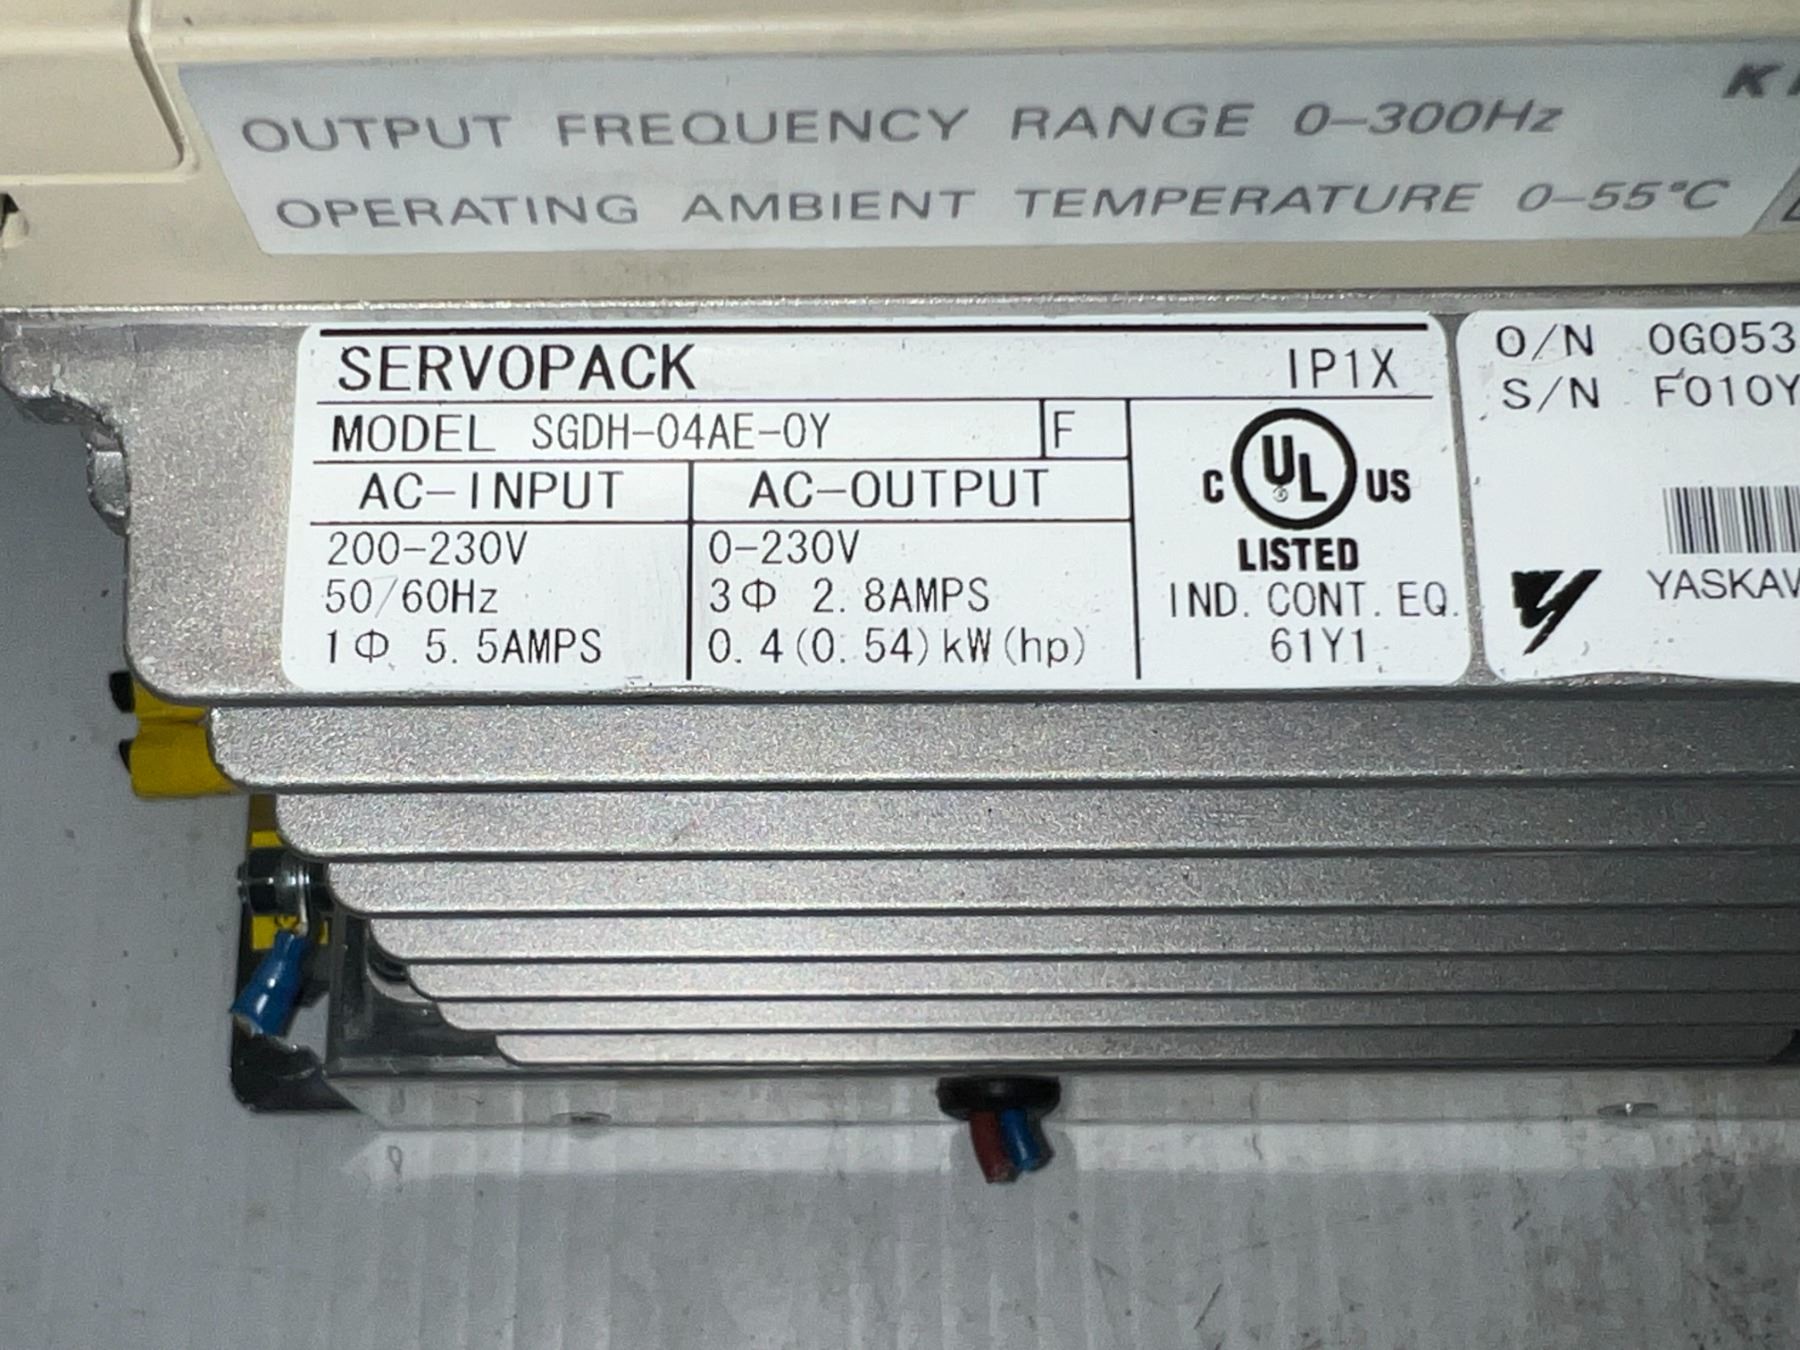 OUTPUT FREQUENCY RANGE 0-300Hz
OPERATING AMBIENT TEMPERATURE 0-55°C
SERVOPACK IP1X
MODEL SGDH-04AE-0Y F
AC-INPUT AC-OUTPUT
200-230V 0-230V
50/60Hz 3Φ 2.8AMPS
1Φ 5.5AMPS 0.4(0.54)kW(hp)
C UL US
LISTED
IND. CONT. EQ.
61Y1
O/N 0G053
S/N F010Y
YASKAW